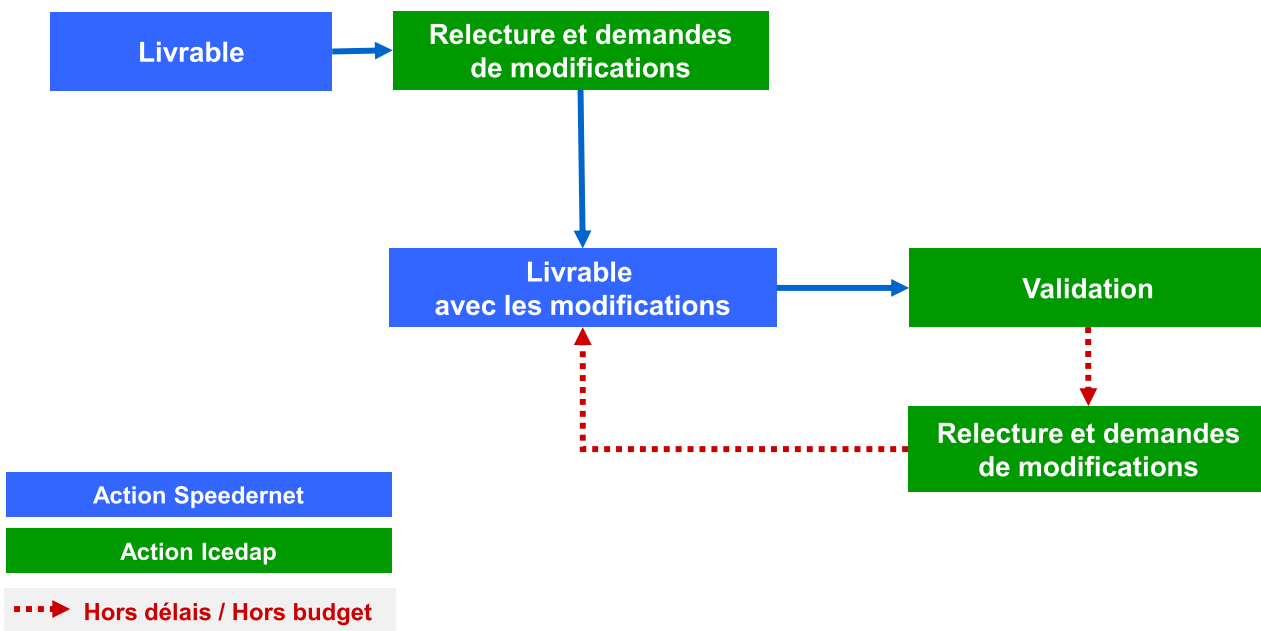 Livrable
Relecture et demandes
de modifications
Livrable
avec les modifications
Validation
Relecture et demandes
de modifications
Action Speedernet
Action Icedap
Hors délais / Hors budget